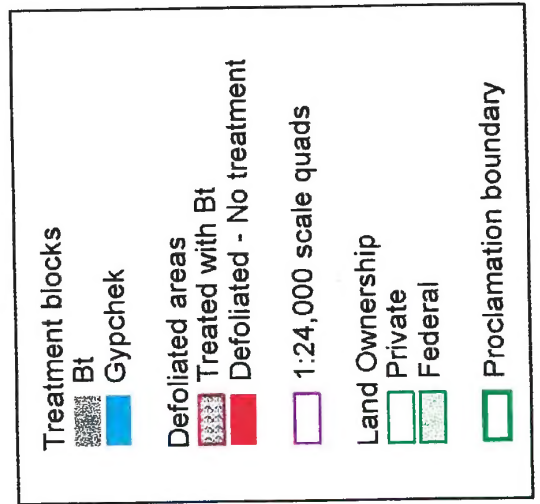 Treatment blocks
Bt
Gypchek
Defoliated areas
Treated with Bt
Defoliated - No treatment
1:24,000 scale quads
Land Ownership
Private
Federal
Proclamation boundary